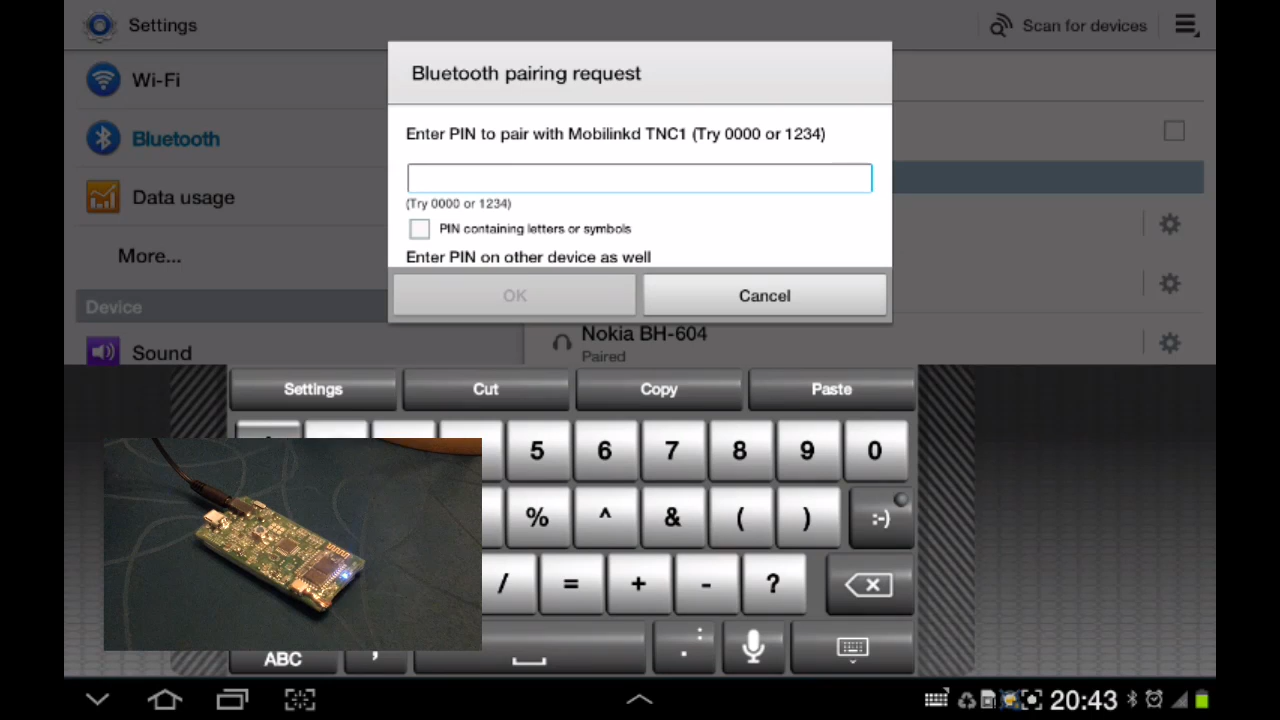 Settings
Scan for devices
Bluetooth pairing request
Wi-Fi
Enter PIN to pair with Mobilinkd TNC1 (Try 0000 or 1234)
Bluetooth
(Try 0000 or 1234)
Data usage
PIN containing letters or symbols
More...
Enter PIN on other device as well
OK
Cancel
Device
Nokia BH-604
Sound
Paired
Settings
Cut
Copy
Paste
5 6 7 8 9 0
% ^ & ( ) :-)
/ = + - ?
ABC , . :
20:43